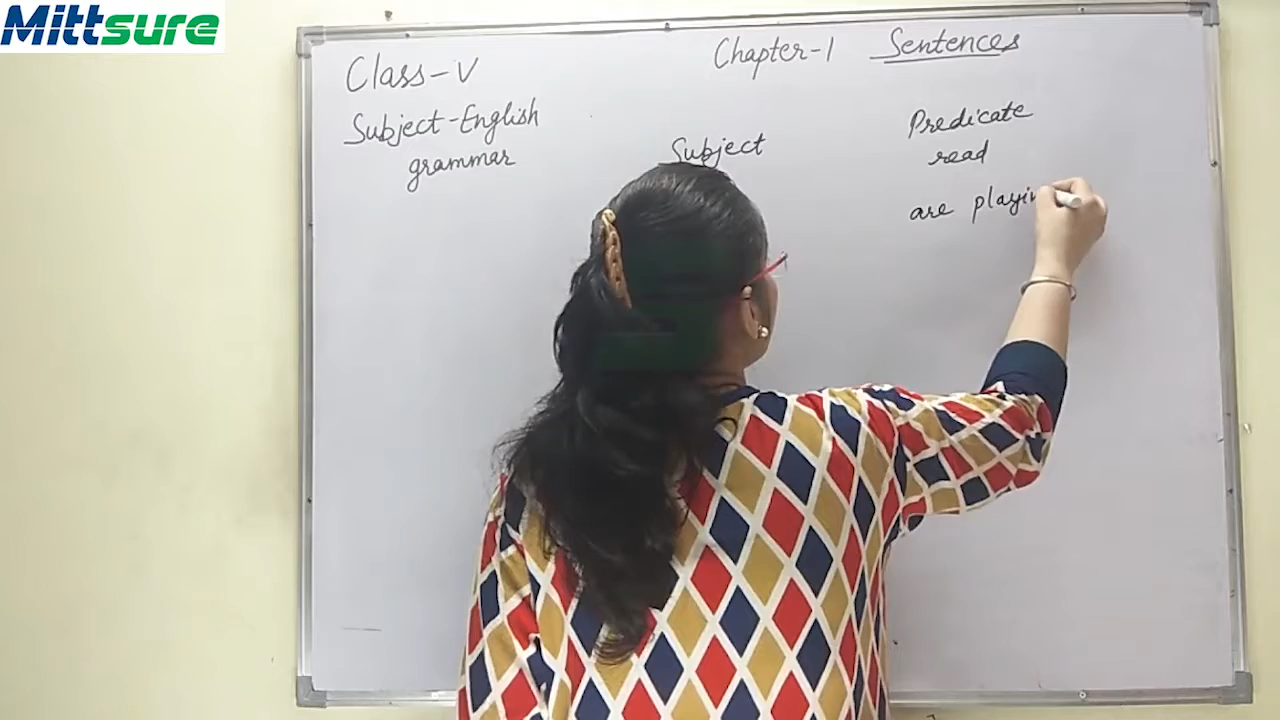 Mittsure
Class-V
Chapter-1 Sentences
Subject-English
grammar
Subject
Predicate
read
are